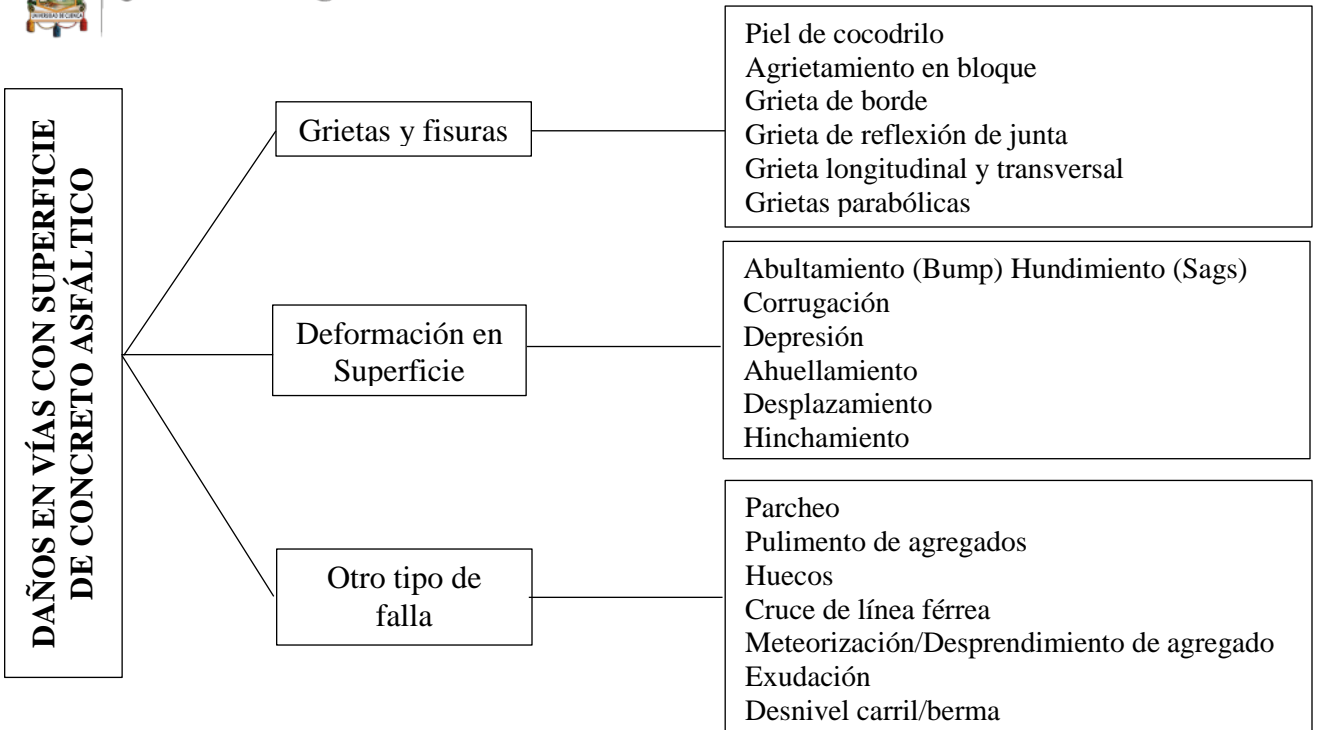 UNIVERSIDAD DE CUENCA
DAÑOS EN VÍAS CON SUPERFICIE
DE CONCRETO ASFÁLTICO
Grietas y fisuras
Piel de cocodrilo
Agrietamiento en bloque
Grieta de borde
Grieta de reflexión de junta
Grieta longitudinal y transversal
Grietas parabólicas
Deformación en
Superficie
Abultamiento (Bump) Hundimiento (Sags)
Corrugación
Depresión
Ahuellamiento
Desplazamiento
Hinchamiento
Otro tipo de
falla
Parcheo
Pulimento de agregados
Huecos
Cruce de línea férrea
Meteorización/Desprendimiento de agregado
Exudación
Desnivel carril/berma